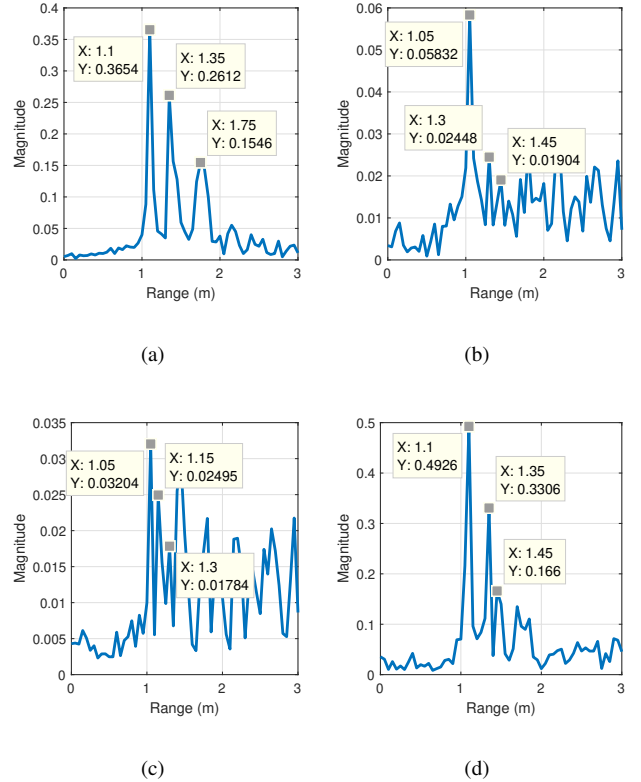 0.4
0.35
0.3
0.25
0.2
0.15
0.1
0.05
0
Magnitude
X: 1.1
Y: 0.3654
X: 1.35
Y: 0.2612
X: 1.75
Y: 0.1546
0 1 2 3
Range (m)
(a)
0.06
0.05
0.04
0.03
0.02
0.01
0
Magnitude
X: 1.05
Y: 0.05832
X: 1.3
Y: 0.02448
X: 1.45
Y: 0.01904
0 1 2 3
Range (m)
(b)
0.035
0.03
0.025
0.02
0.015
0.01
0.005
0
Magnitude
X: 1.05
Y: 0.03204
X: 1.15
Y: 0.02495
X: 1.3
Y: 0.01784
0 1 2 3
Range (m)
(c)
0.5
0.4
0.3
0.2
0.1
0
Magnitude
X: 1.1
Y: 0.4926
X: 1.35
Y: 0.3306
X: 1.45
Y: 0.166
0 1 2 3
Range (m)
(d)